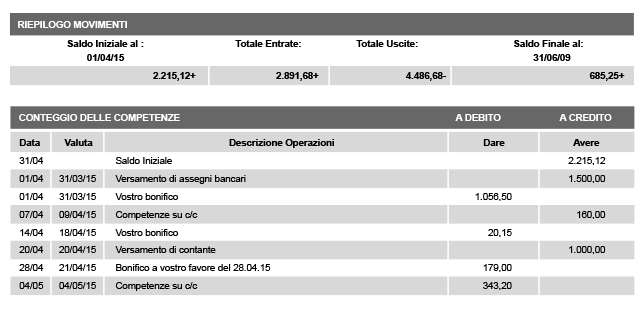 RIEPILOGO MOVIMENTI
Saldo Iniziale al : Totale Entrate: Totale Uscite: Saldo Finale al:
01/04/15 31/06/09
2.215,12+ 2.891,68+ 4.486,68- 685,25+
CONTEGGIO DELLE COMPETENZE A DEBITO A CREDITO
Data Valuta Descrizione Operazioni Dare Avere
31/04 Saldo Iniziale 2.215,12
01/04 31/03/15 Versamento di assegni bancari 1.500,00
01/04 31/03/15 Vostro bonifico 1.056,50
07/04 09/04/15 Competenze su c/c 160,00
14/04 18/04/15 Vostro bonifico 20,15
20/04 20/04/15 Versamento di contante 1.000,00
28/04 21/04/15 Bonifico a vostro favore del 28.04.15 179,00
04/05 04/05/15 Competenze su c/c 343,20